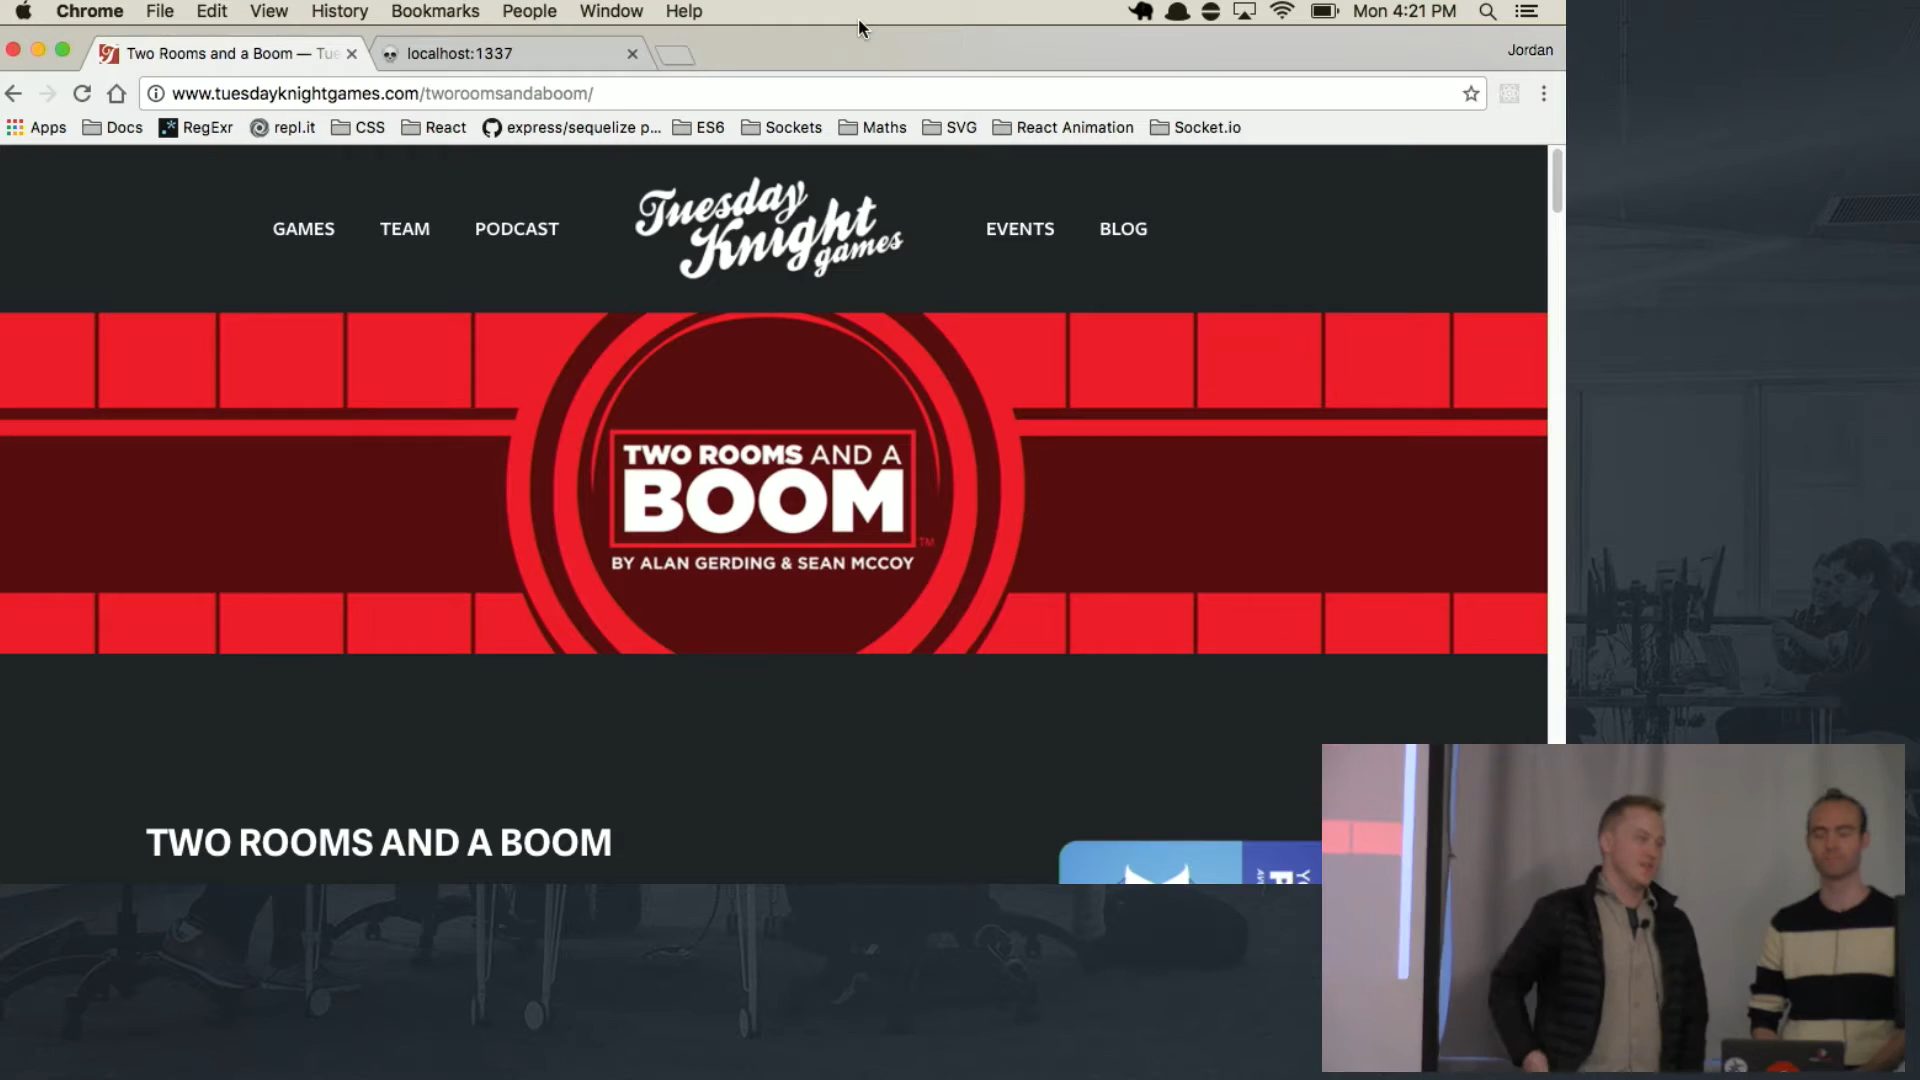 Chrome File Edit View History Bookmarks People Window Help Mon 4:21 PM
Two Rooms and a Boom — Tue localhost:1337 Jordan
www.tuesdayknightgames.com/tworoomsandaboom/
Apps Docs RegExr repl.it CSS React express/sequelize p... ES6 Sockets Maths SVG React Animation Socket.io
GAMES TEAM PODCAST Tuesday Knight games EVENTS BLOG
TWO ROOMS AND A
BOOM
TM
BY ALAN GERDING & SEAN MCCOY
TWO ROOMS AND A BOOM